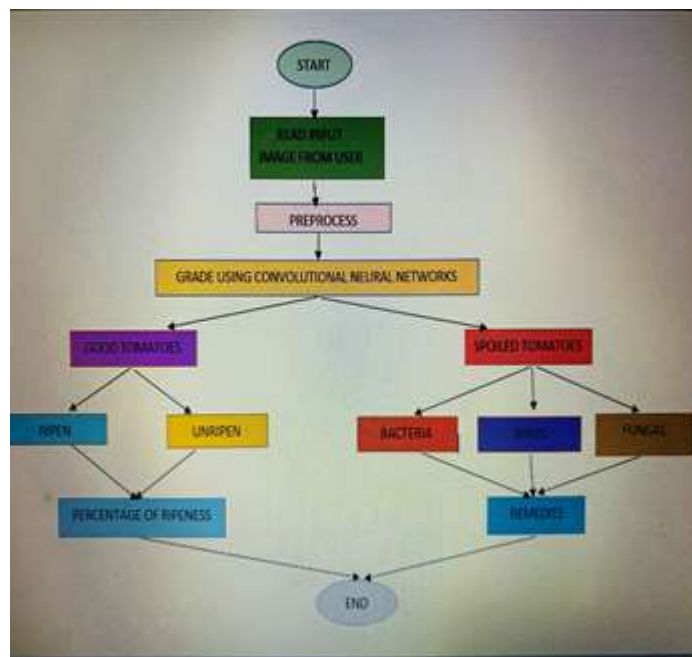 START
READ INPUT
IMAGE FROM USER
PREPROCESS
GRADE USING CONVOLUTIONAL NEURAL NETWORKS
GOOD TOMATOES
SPOILED TOMATOES
RIPEN
UNRIPEN
BACTERIA
VIRUS
FUNGAL
PERCENTAGE OF RIPENESS
REMEDIES
END